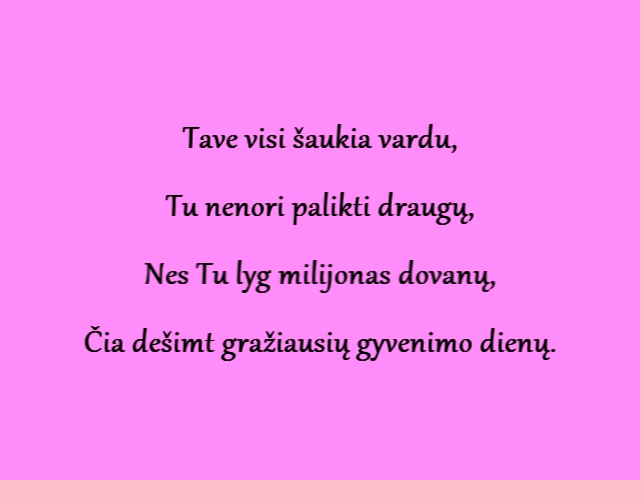 Tave visi šaukia vardu,
Tu nenori palikti draugų,
Nes Tu lyg milijonas dovanų,
Čia dešimt gražiausių gyvenimo dienų.